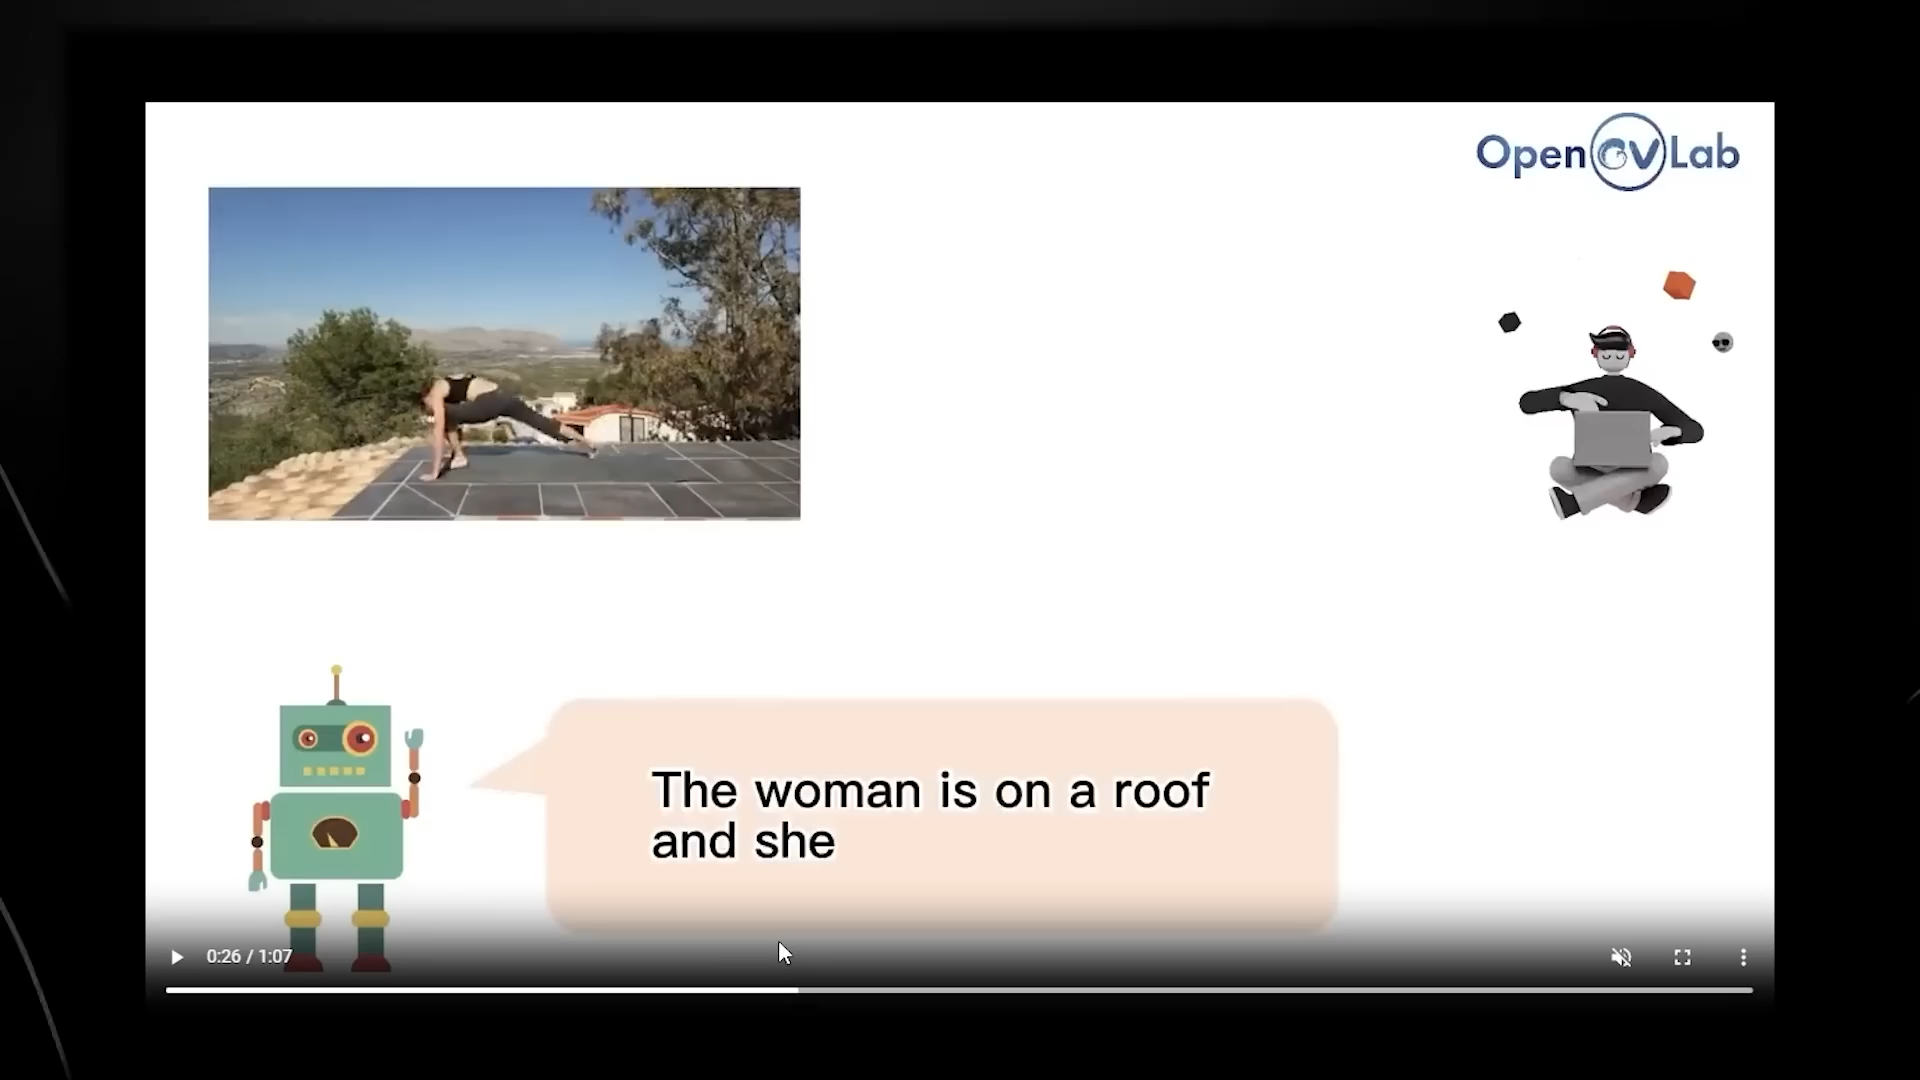 OpenGVLab
The woman is on a roof
and she
0:26 / 1:07